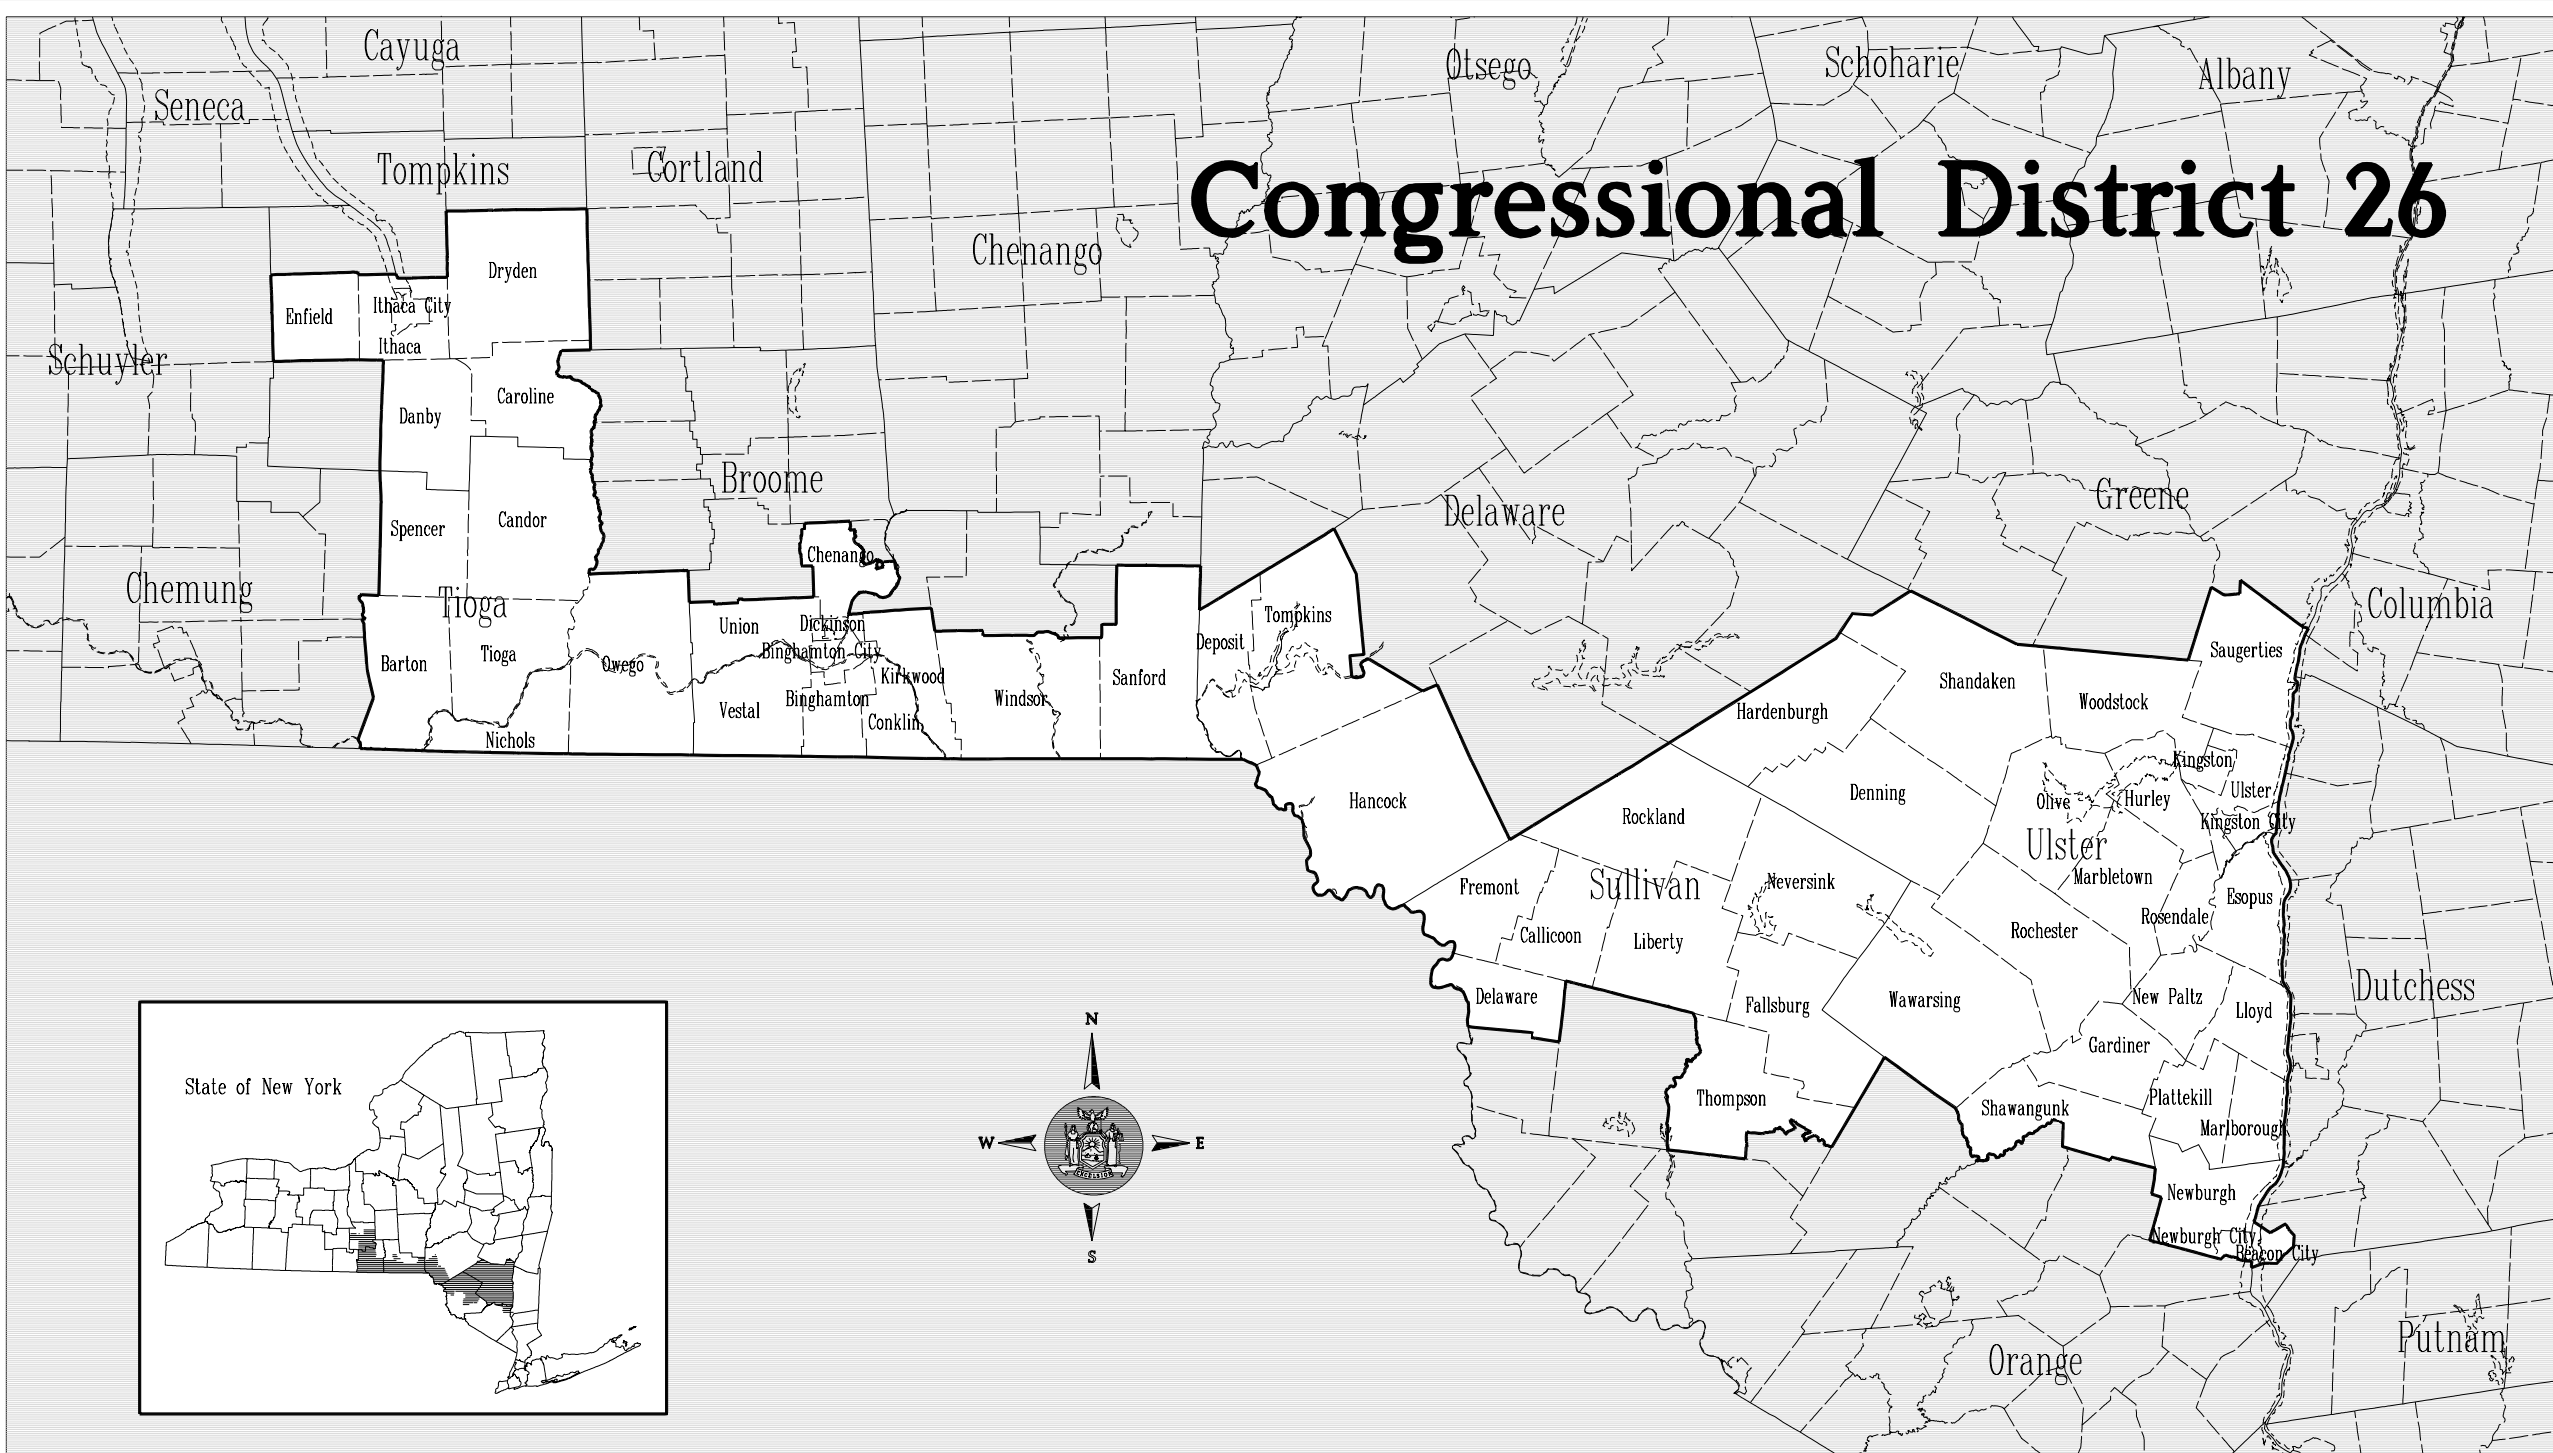 Cayuga
Otsego
Schoharie
Albany
Seneca
Tompkins
Cortland
Congressional District 26
Chenango
Dryden
Enfield
Ithaca City
Ithaca
Schuyler
Danby
Caroline
Broome
Delaware
Greene
Spencer
Candor
Chenango
Chemung
Tioga
Columbia
Union
Dickinson
Tompkins
Deposit
Binghamton City
Barton
Tioga
Owego
Kirkwood
Sanford
Saugerties
Vestal
Binghamton
Windsor
Conklin
Nichols
Hardenburgh
Shandaken
Woodstock
Kingston
Hancock
Rockland
Denning
Olive
Hurley
Ulster
Kingston City
Ulster
Fremont
Sullivan
Neversink
Marbletown
Esopus
Callicoon
Liberty
Rochester
Rosendale
Delaware
Fallsburg
Wawarsing
New Paltz
Lloyd
Dutchess
Gardiner
Thompson
Shawangunk
Plattekill
Marlborough
Newburgh
Newburgh City
Beacon City
Orange
Putnam
State of New York
N
W
E
EXCELSIOR
S